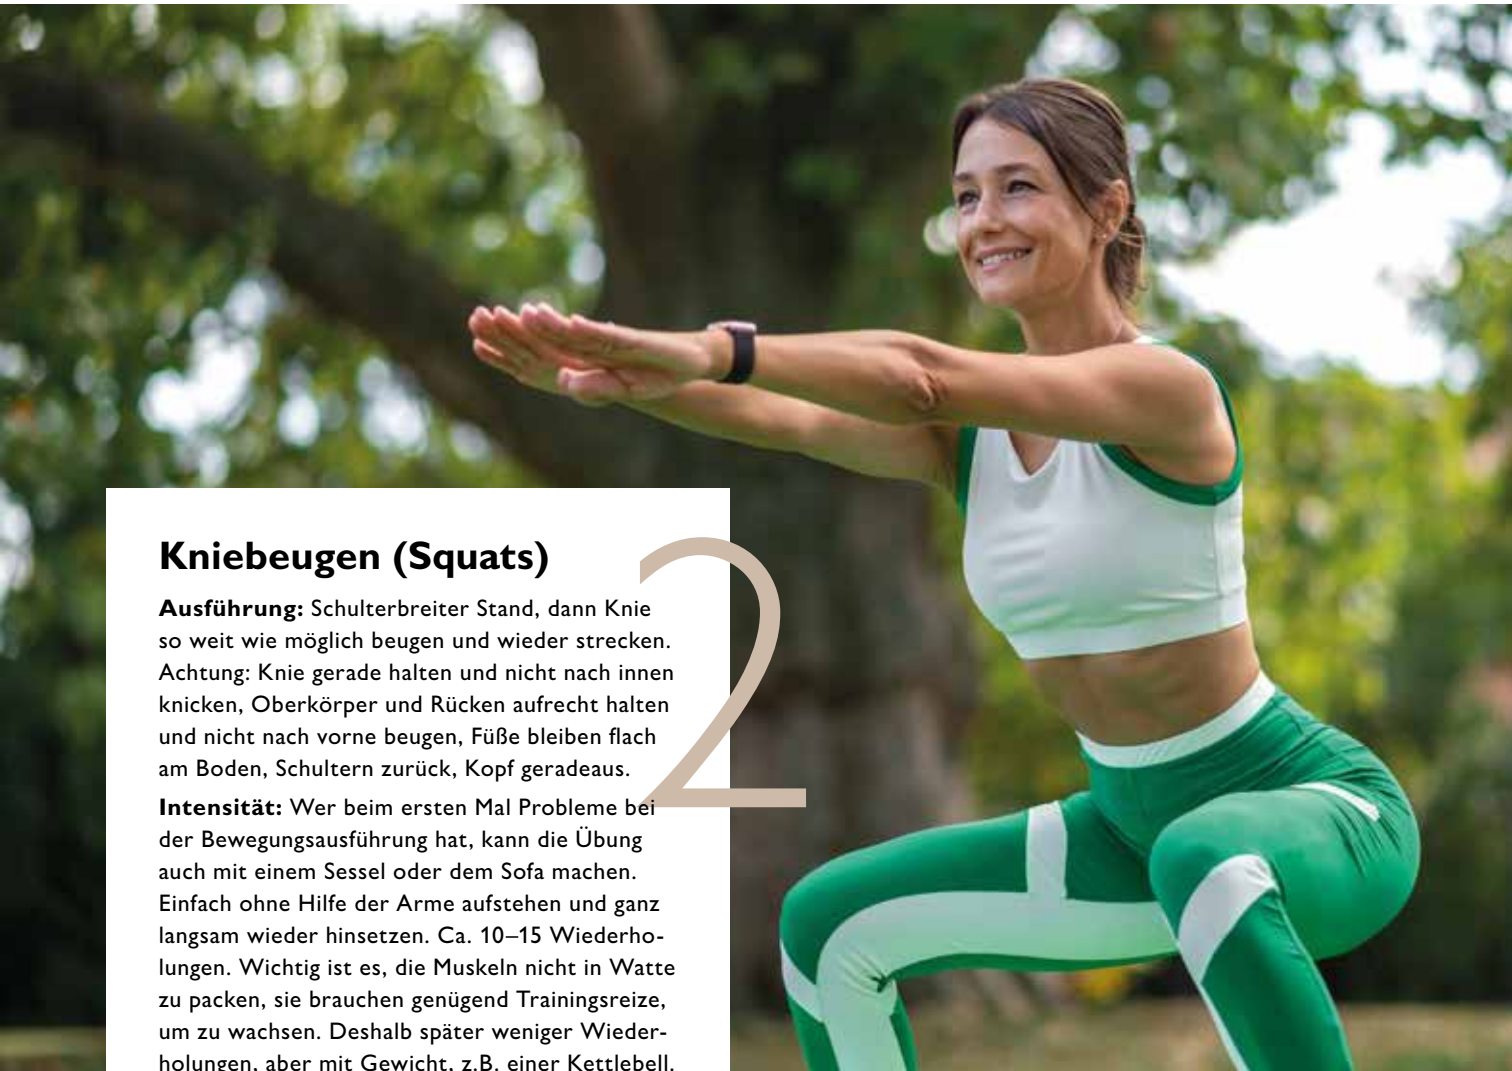 Kniebeugen (Squats)
2
Ausführung: Schulterbreiter Stand, dann Knie
so weit wie möglich beugen und wieder strecken.
Achtung: Knie gerade halten und nicht nach innen
knicken, Oberkörper und Rücken aufrecht halten
und nicht nach vorne beugen, Füße bleiben flach
am Boden, Schultern zurück, Kopf geradeaus.
Intensität: Wer beim ersten Mal Probleme bei
der Bewegungsausführung hat, kann die Übung
auch mit einem Sessel oder dem Sofa machen.
Einfach ohne Hilfe der Arme aufstehen und ganz
langsam wieder hinsetzen. Ca. 10–15 Wiederho-
lungen. Wichtig ist es, die Muskeln nicht in Watte
zu packen, sie brauchen genügend Trainingsreize,
um zu wachsen. Deshalb später weniger Wieder-
holungen, aber mit Gewicht, z.B. einer Kettlebell.